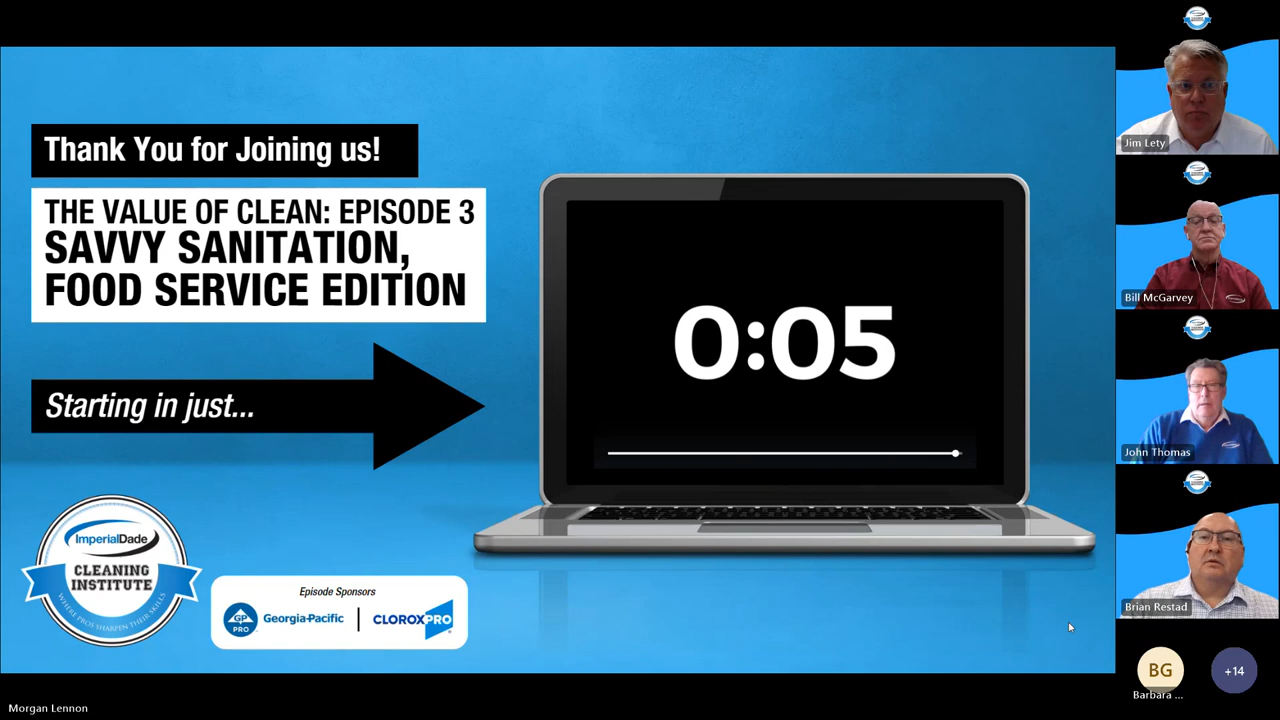 Thank You for Joining us!
THE VALUE OF CLEAN: EPISODE 3
SAVVY SANITATION,
FOOD SERVICE EDITION
Starting in just...
0:05
ImperialDade
CLEANING
INSTITUTE
WHERE PROS SHARPEN THEIR SKILLS
Episode Sponsors
GP
PRO
Georgia-Pacific
CLOROXPRO
Jim Lety
Bill McGarvey
John Thomas
Brian Restad
BG
+14
Barbara ...
Morgan Lennon